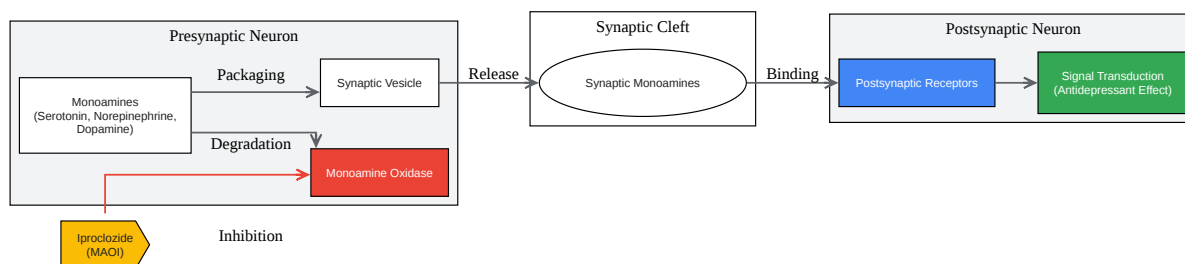 Presynaptic Neuron
Synaptic Cleft
Postsynaptic Neuron
Packaging
Synaptic Vesicle
Release
Synaptic Monoamines
Binding
Postsynaptic Receptors
Signal Transduction
(Antidepressant Effect)
Monoamines
(Serotonin, Norepinephrine,
Dopamine)
Degradation
Monoamine Oxidase
Iproclozide
(MAOI)
Inhibition